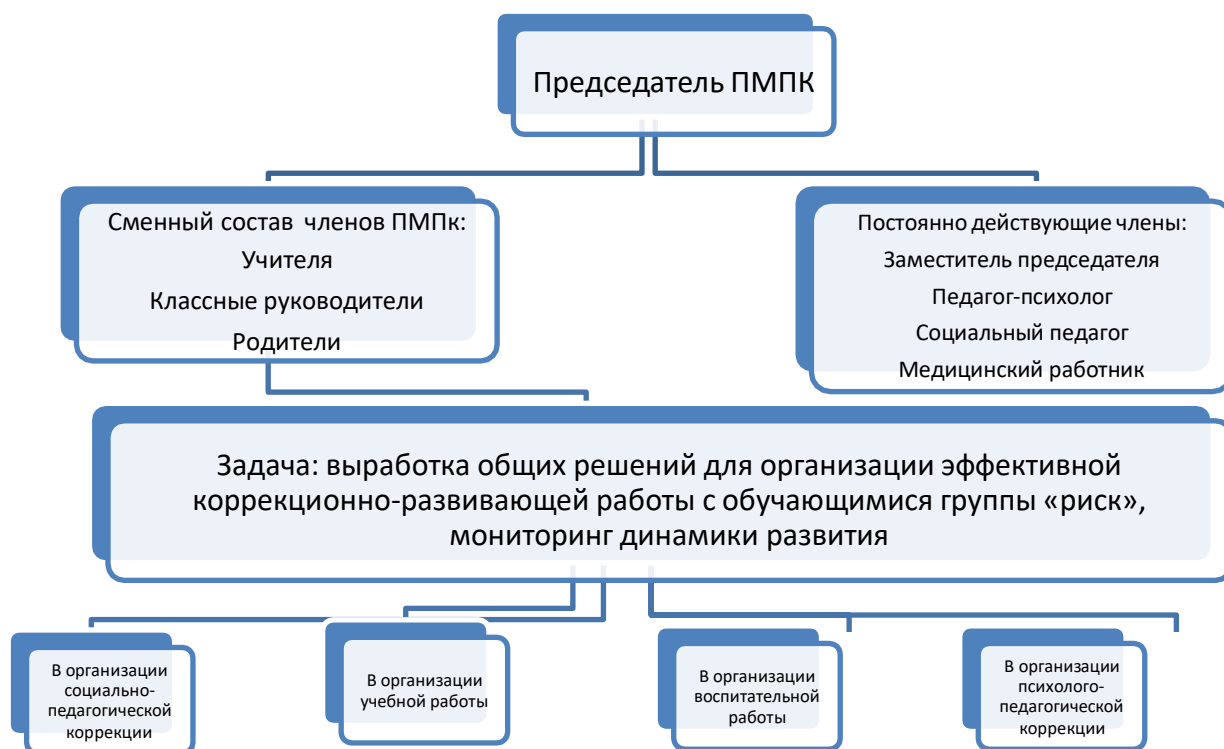 Председатель ПМПК
Сменный состав членов ПМПк:
Учителя
Классные руководители
Родители
Постоянно действующие члены:
Заместитель председателя
Педагог-психолог
Социальный педагог
Медицинский работник
Задача: выработка общих решений для организации эффективной
коррекционно-развивающей работы с обучающимися группы «риск»,
мониторинг динамики развития
В организации
социально-
педагогической
коррекции
В организации
учебной работы
В организации
воспитательной
работы
В организации
психолого-
педагогической
коррекции